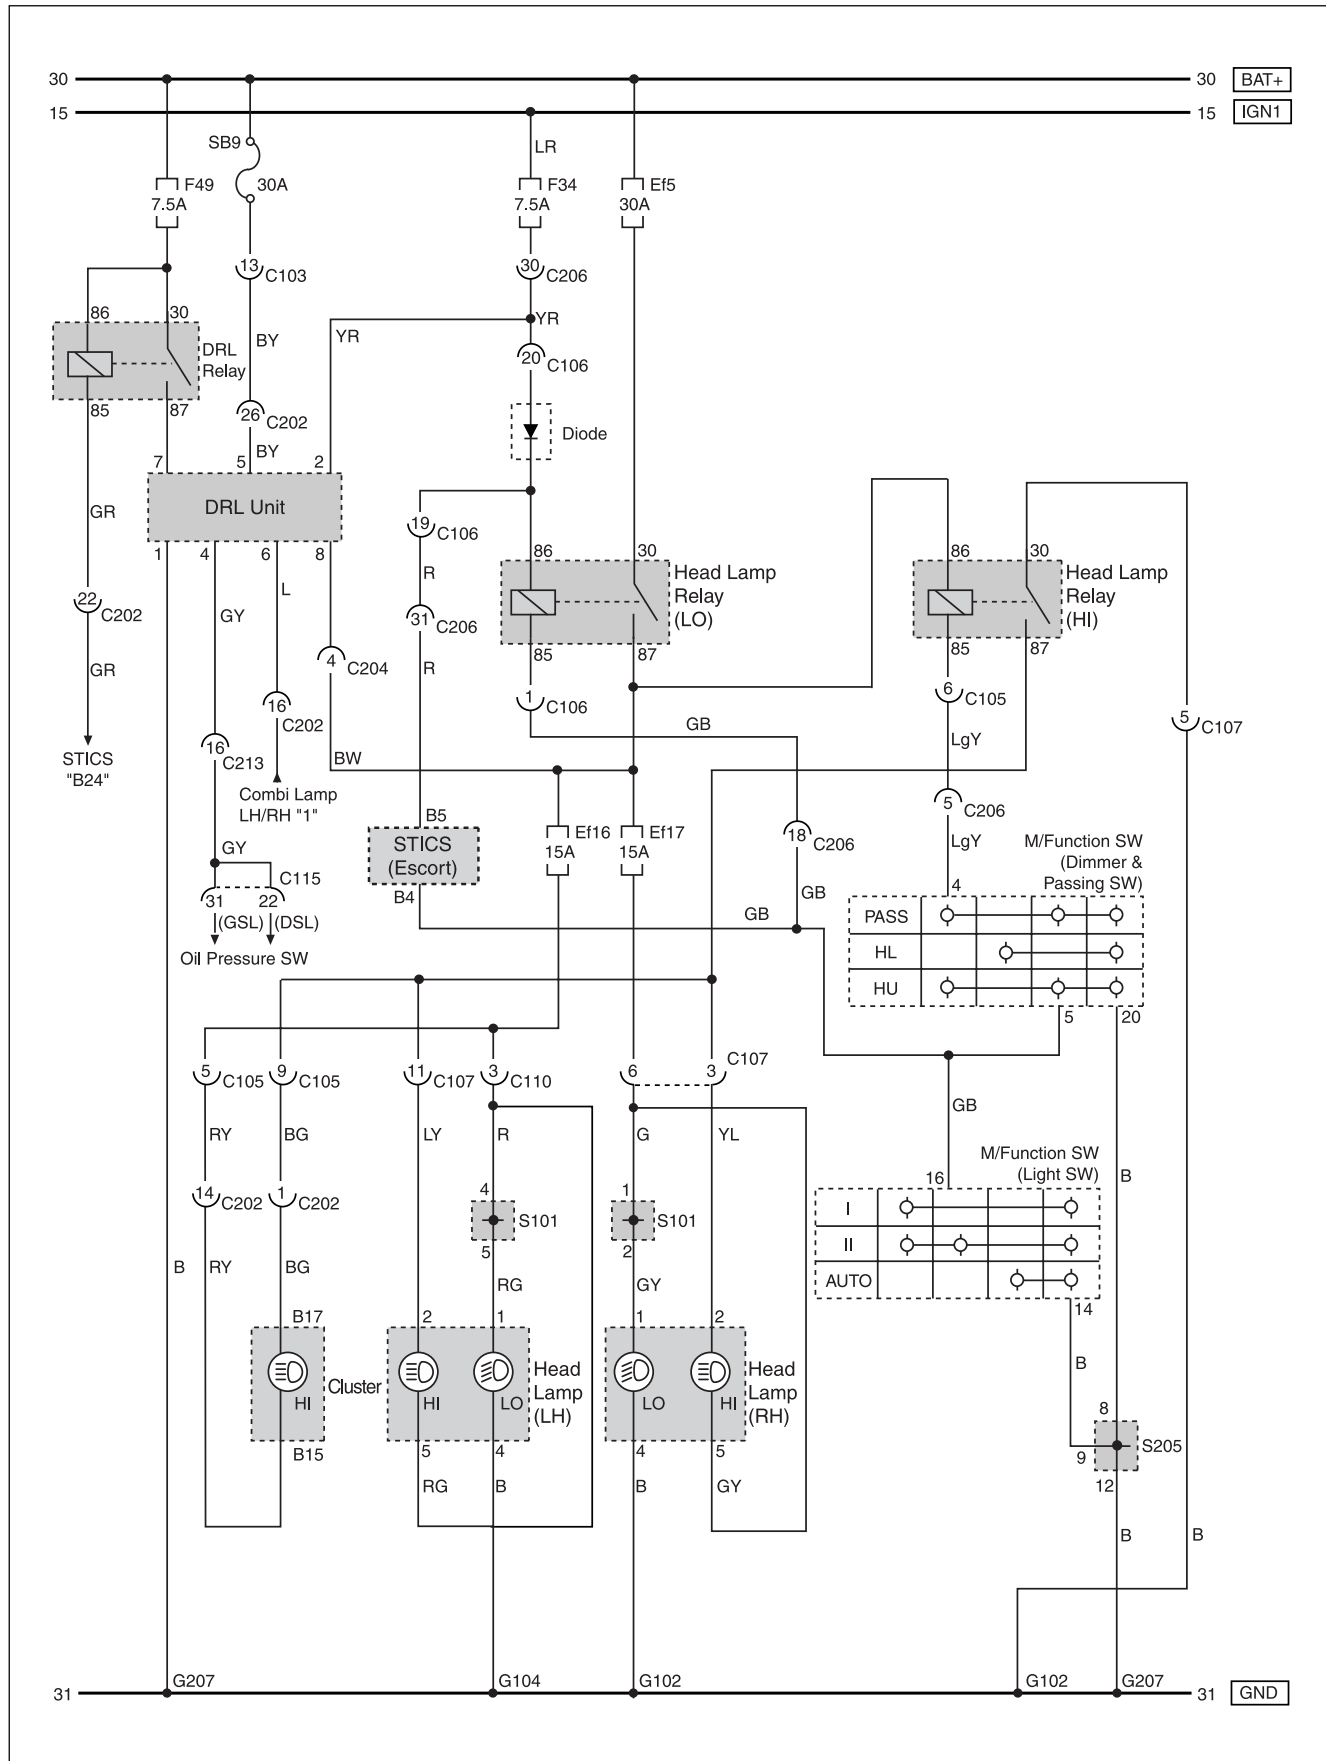 30 30 BAT+
15 15 IGN1
SB9
LR
F49
7.5A
30A
F34
7.5A
Ef5
30A
13 C103
30 C206
86 30
DRL
Relay
BY
YR
YR
20 C106
85 87
26 C202
BY
Diode
7 5 2
DRL Unit
1 4 6 8
GR
19 C106
R
86 30
Head Lamp
Relay
(LO)
85 87
86 30
Head Lamp
Relay
(HI)
85 87
22 C202
GR
GY
L
31 C206
R
4 C204
1 C106
6 C105
LgY
5 C107
16 C202
GB
STICS
"B24"
16 C213
BW
Combi Lamp
LH/RH "1"
5 C206
LgY
B5
STICS
(Escort)
B4
Ef16
15A
Ef17
15A
18 C206
GB
GB
M/Function SW
(Dimmer &
Passing SW)
4
PASS
HL
HU
5 20
GY
C115
31 22
(GSL) (DSL)
Oil Pressure SW
5 C105
9 C105
11 C107
3 C110
6 3 C107
RY BG LY R G YL
GB
M/Function SW
(Light SW)
16
B
14 C202
1 C202
4
S101
5
1
S101
2
I
II
AUTO
14
B RY BG RG GY
B
B17
HI
Cluster
B15
2 1
HI LO
Head
Lamp
(LH)
5 4
1 2
LO HI
Head
Lamp
(RH)
4 5
8
9 S205
12
RG B B GY
B B
G207 G104 G102 G102 G207
31 31 GND